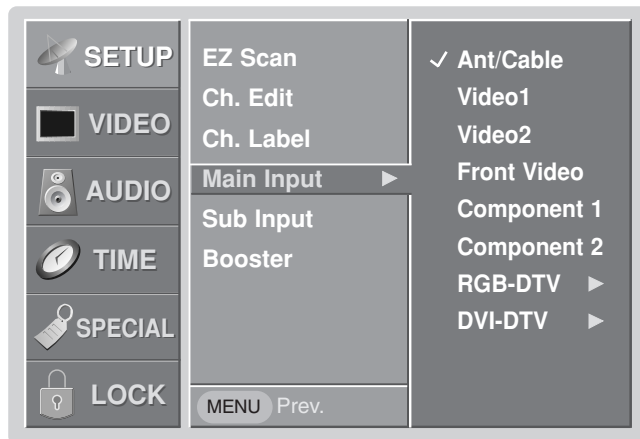 SETUP
VIDEO
AUDIO
TIME
SPECIAL
LOCK
EZ Scan
Ch. Edit
Ch. Label
Main Input ►
Sub Input
Booster
MENU Prev.
✓ Ant/Cable
Video1
Video2
Front Video
Component 1
Component 2
RGB-DTV ►
DVI-DTV ►